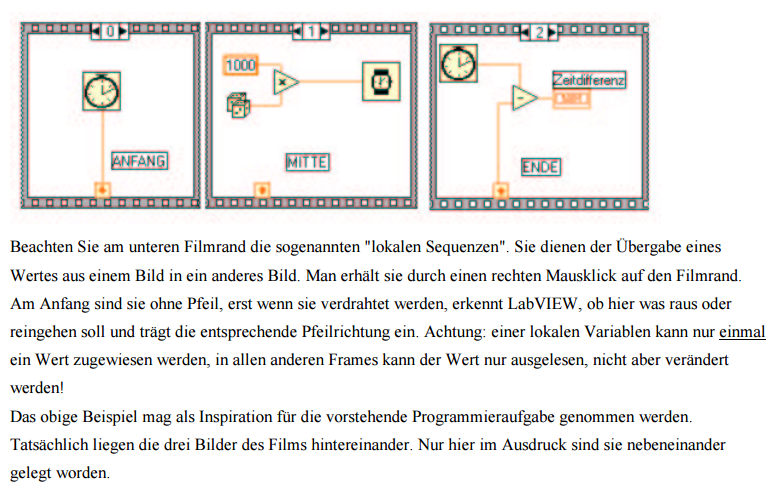 0
1
2
1000
Zeitdifferenz
ANFANG
MITTE
ENDE
Beachten Sie am unteren Filmrand die sogenannten "lokalen Sequenzen". Sie dienen der Übergabe eines
Wertes aus einem Bild in ein anderes Bild. Man erhält sie durch einen rechten Mausklick auf den Filmrand.
Am Anfang sind sie ohne Pfeil, erst wenn sie verdrahtet werden, erkennt LabVIEW, ob hier was raus oder
reingehen soll und trägt die entsprechende Pfeilrichtung ein. Achtung: einer lokalen Variablen kann nur einmal
ein Wert zugewiesen werden, in allen anderen Frames kann der Wert nur ausgelesen, nicht aber verändert
werden!
Das obige Beispiel mag als Inspiration für die vorstehende Programmieraufgabe genommen werden.
Tatsächlich liegen die drei Bilder des Films hintereinander. Nur hier im Ausdruck sind sie nebeneinander
gelegt worden.